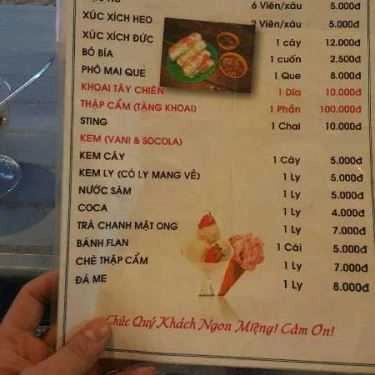 6 Viên/xâu 5.000đ
XÚC XÍCH HEO 2 Viên/xâu 5.000đ
XÚC XÍCH ĐỨC 1 cây 12.000đ
BÒ BÍA 1 cuốn 2.500đ
PHÔ MAI QUE 1 Que 8.000đ
KHOAI TÂY CHIÊN 1 Dĩa 10.000đ
THẬP CẨM (TẶNG KHOAI) 1 Phần 100.000đ
STING 1 Chai 10.000đ
KEM (VANI & SOCOLA)
KEM CÂY 1 Cây 5.000đ
KEM LY (CÓ LY MANG VỀ) 1 Ly 5.000đ
NƯỚC SÂM 1 Ly 5.000đ
COCA 1 Ly 4.000đ
TRÀ CHANH MẬT ONG 1 Ly 7.000đ
BÁNH FLAN 1 Cái 5.000đ
CHÈ THẬP CẨM 1 Ly 7.000đ
ĐÁ ME 1 Ly 8.000đ
Chúc Quý Khách Ngon Miệng! Cảm Ơn!